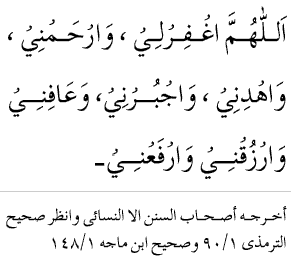 اَللّٰهُمَّ اغْفِرْلِيْ ، وَارْحَمْنِيْ ،
وَاهْدِنِيْ ، وَاجْبُرْنِيْ، وَعَافِنِيْ
وَارْزُقْنِيْ وَارْفَعْنِيْ-
أخرجه أصحاب السنن الا النسائى وانظر صحيح
الترمذى ٩٠/١ وصحيح ابن ماجه ١٤٨/١